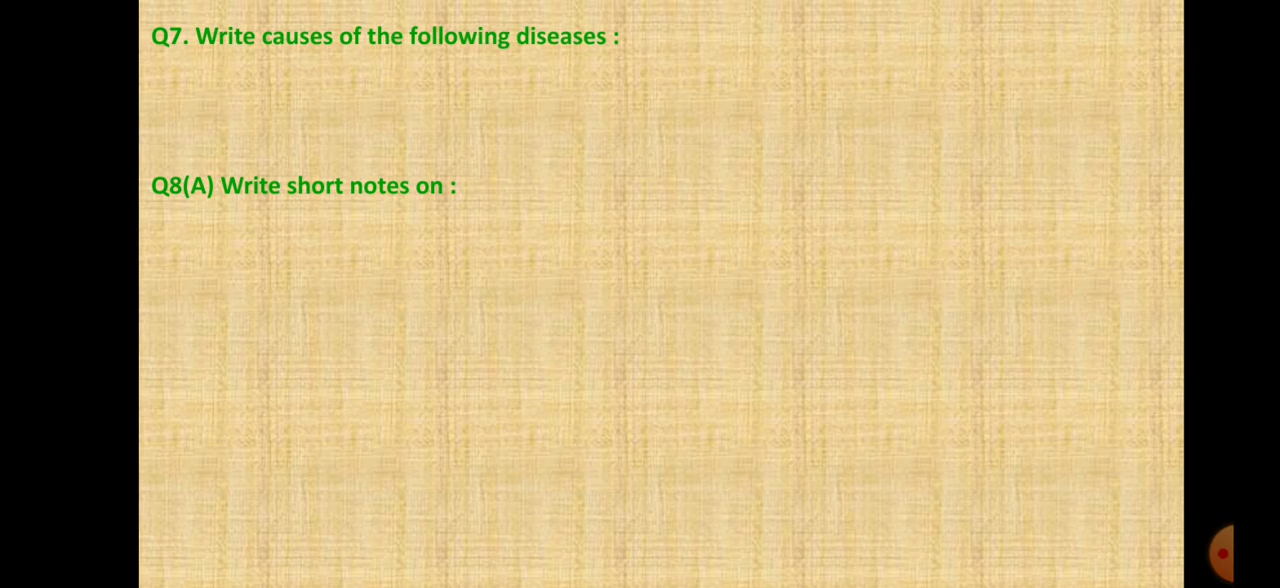 Q7. Write causes of the following diseases :
Q8(A) Write short notes on :